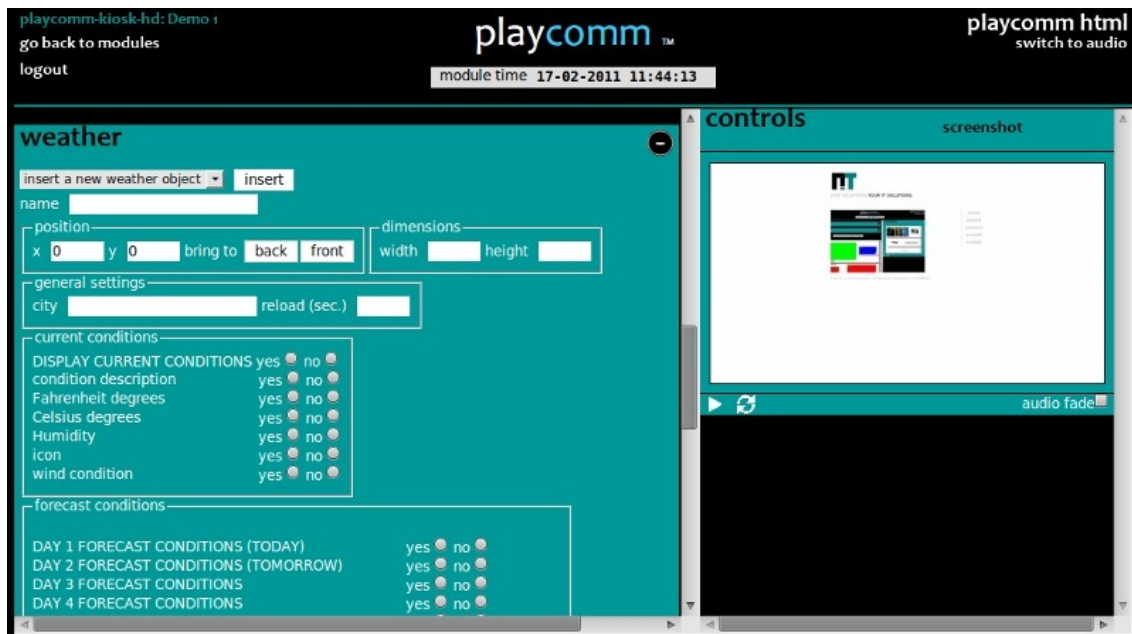 playcomm-kiosk-hd: Demo 1
go back to modules
logout
playcomm ™
module time 17-02-2011 11:44:13
playcomm html
switch to audio
weather
insert a new weather object insert
name
position
x 0 y 0 bring to back front
dimensions
width height
general settings
city reload (sec.)
current conditions
DISPLAY CURRENT CONDITIONS yes no
condition description yes no
Fahrenheit degrees yes no
Celsius degrees yes no
Humidity yes no
icon yes no
wind condition yes no
forecast conditions
DAY 1 FORECAST CONDITIONS (TODAY) yes no
DAY 2 FORECAST CONDITIONS (TOMORROW) yes no
DAY 3 FORECAST CONDITIONS yes no
DAY 4 FORECAST CONDITIONS yes no
controls
screenshot
audio fade